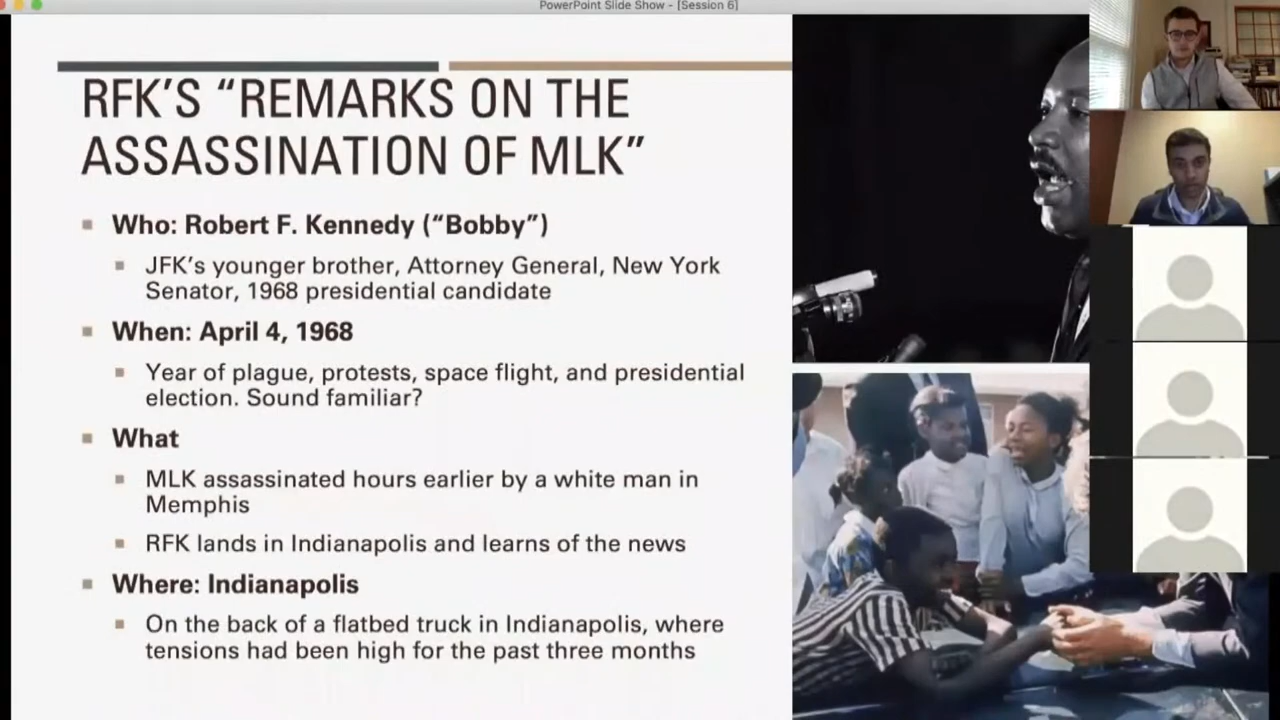 PowerPoint Slide Show - [Session 6]
RFK'S “REMARKS ON THE
ASSASSINATION OF MLK”
Who: Robert F. Kennedy (“Bobby”)
JFK's younger brother, Attorney General, New York
Senator, 1968 presidential candidate
When: April 4, 1968
Year of plague, protests, space flight, and presidential
election. Sound familiar?
What
MLK assassinated hours earlier by a white man in
Memphis
RFK lands in Indianapolis and learns of the news
Where: Indianapolis
On the back of a flatbed truck in Indianapolis, where
tensions had been high for the past three months